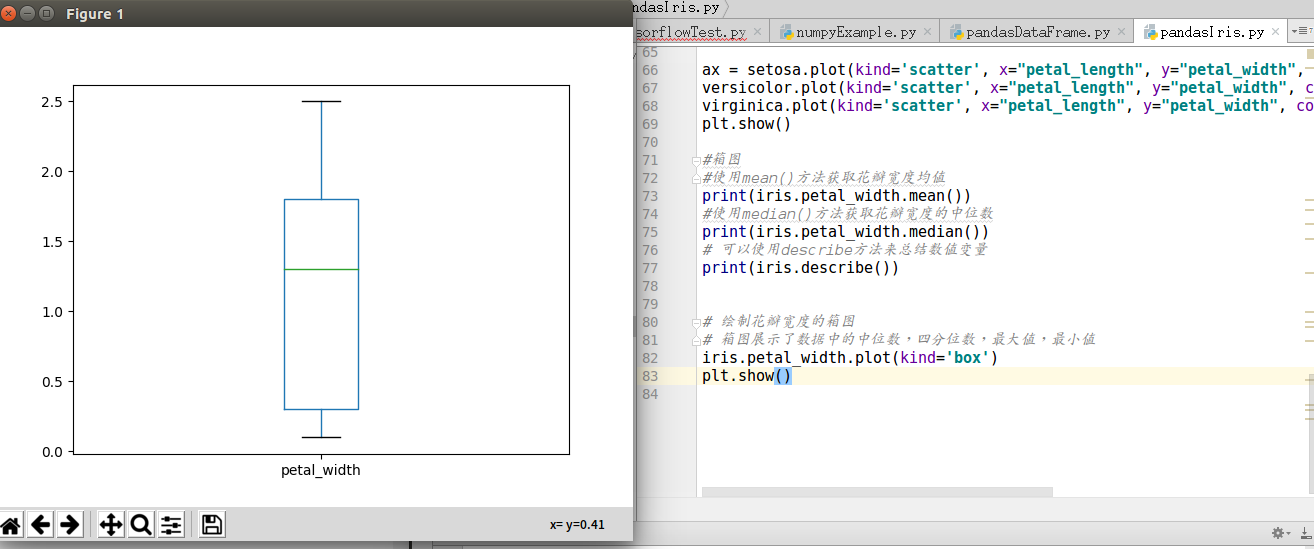 Figure 1
2.5
2.0
1.5
1.0
0.5
0.0
petal_width
x= y=0.41
ndasIris.py
sorflowTest.py
numpyExample.py
pandasDataFrame.py
pandasIris.py
65
66 ax = setosa.plot(kind='scatter', x="petal_length", y="petal_width",
67 versicolor.plot(kind='scatter', x="petal_length", y="petal_width", c
68 virginica.plot(kind='scatter', x="petal_length", y="petal_width", co
69 plt.show()
70
71 #箱图
72 #使用mean()方法获取花瓣宽度均值
73 print(iris.petal_width.mean())
74 #使用median()方法获取花瓣宽度的中位数
75 print(iris.petal_width.median())
76 # 可以使用describe方法来总结数值变量
77 print(iris.describe())
78
79
80 # 绘制花瓣宽度的箱图
81 # 箱图展示了数据中的中位数，四分位数，最大值，最小值
82 iris.petal_width.plot(kind='box')
83 plt.show()
84